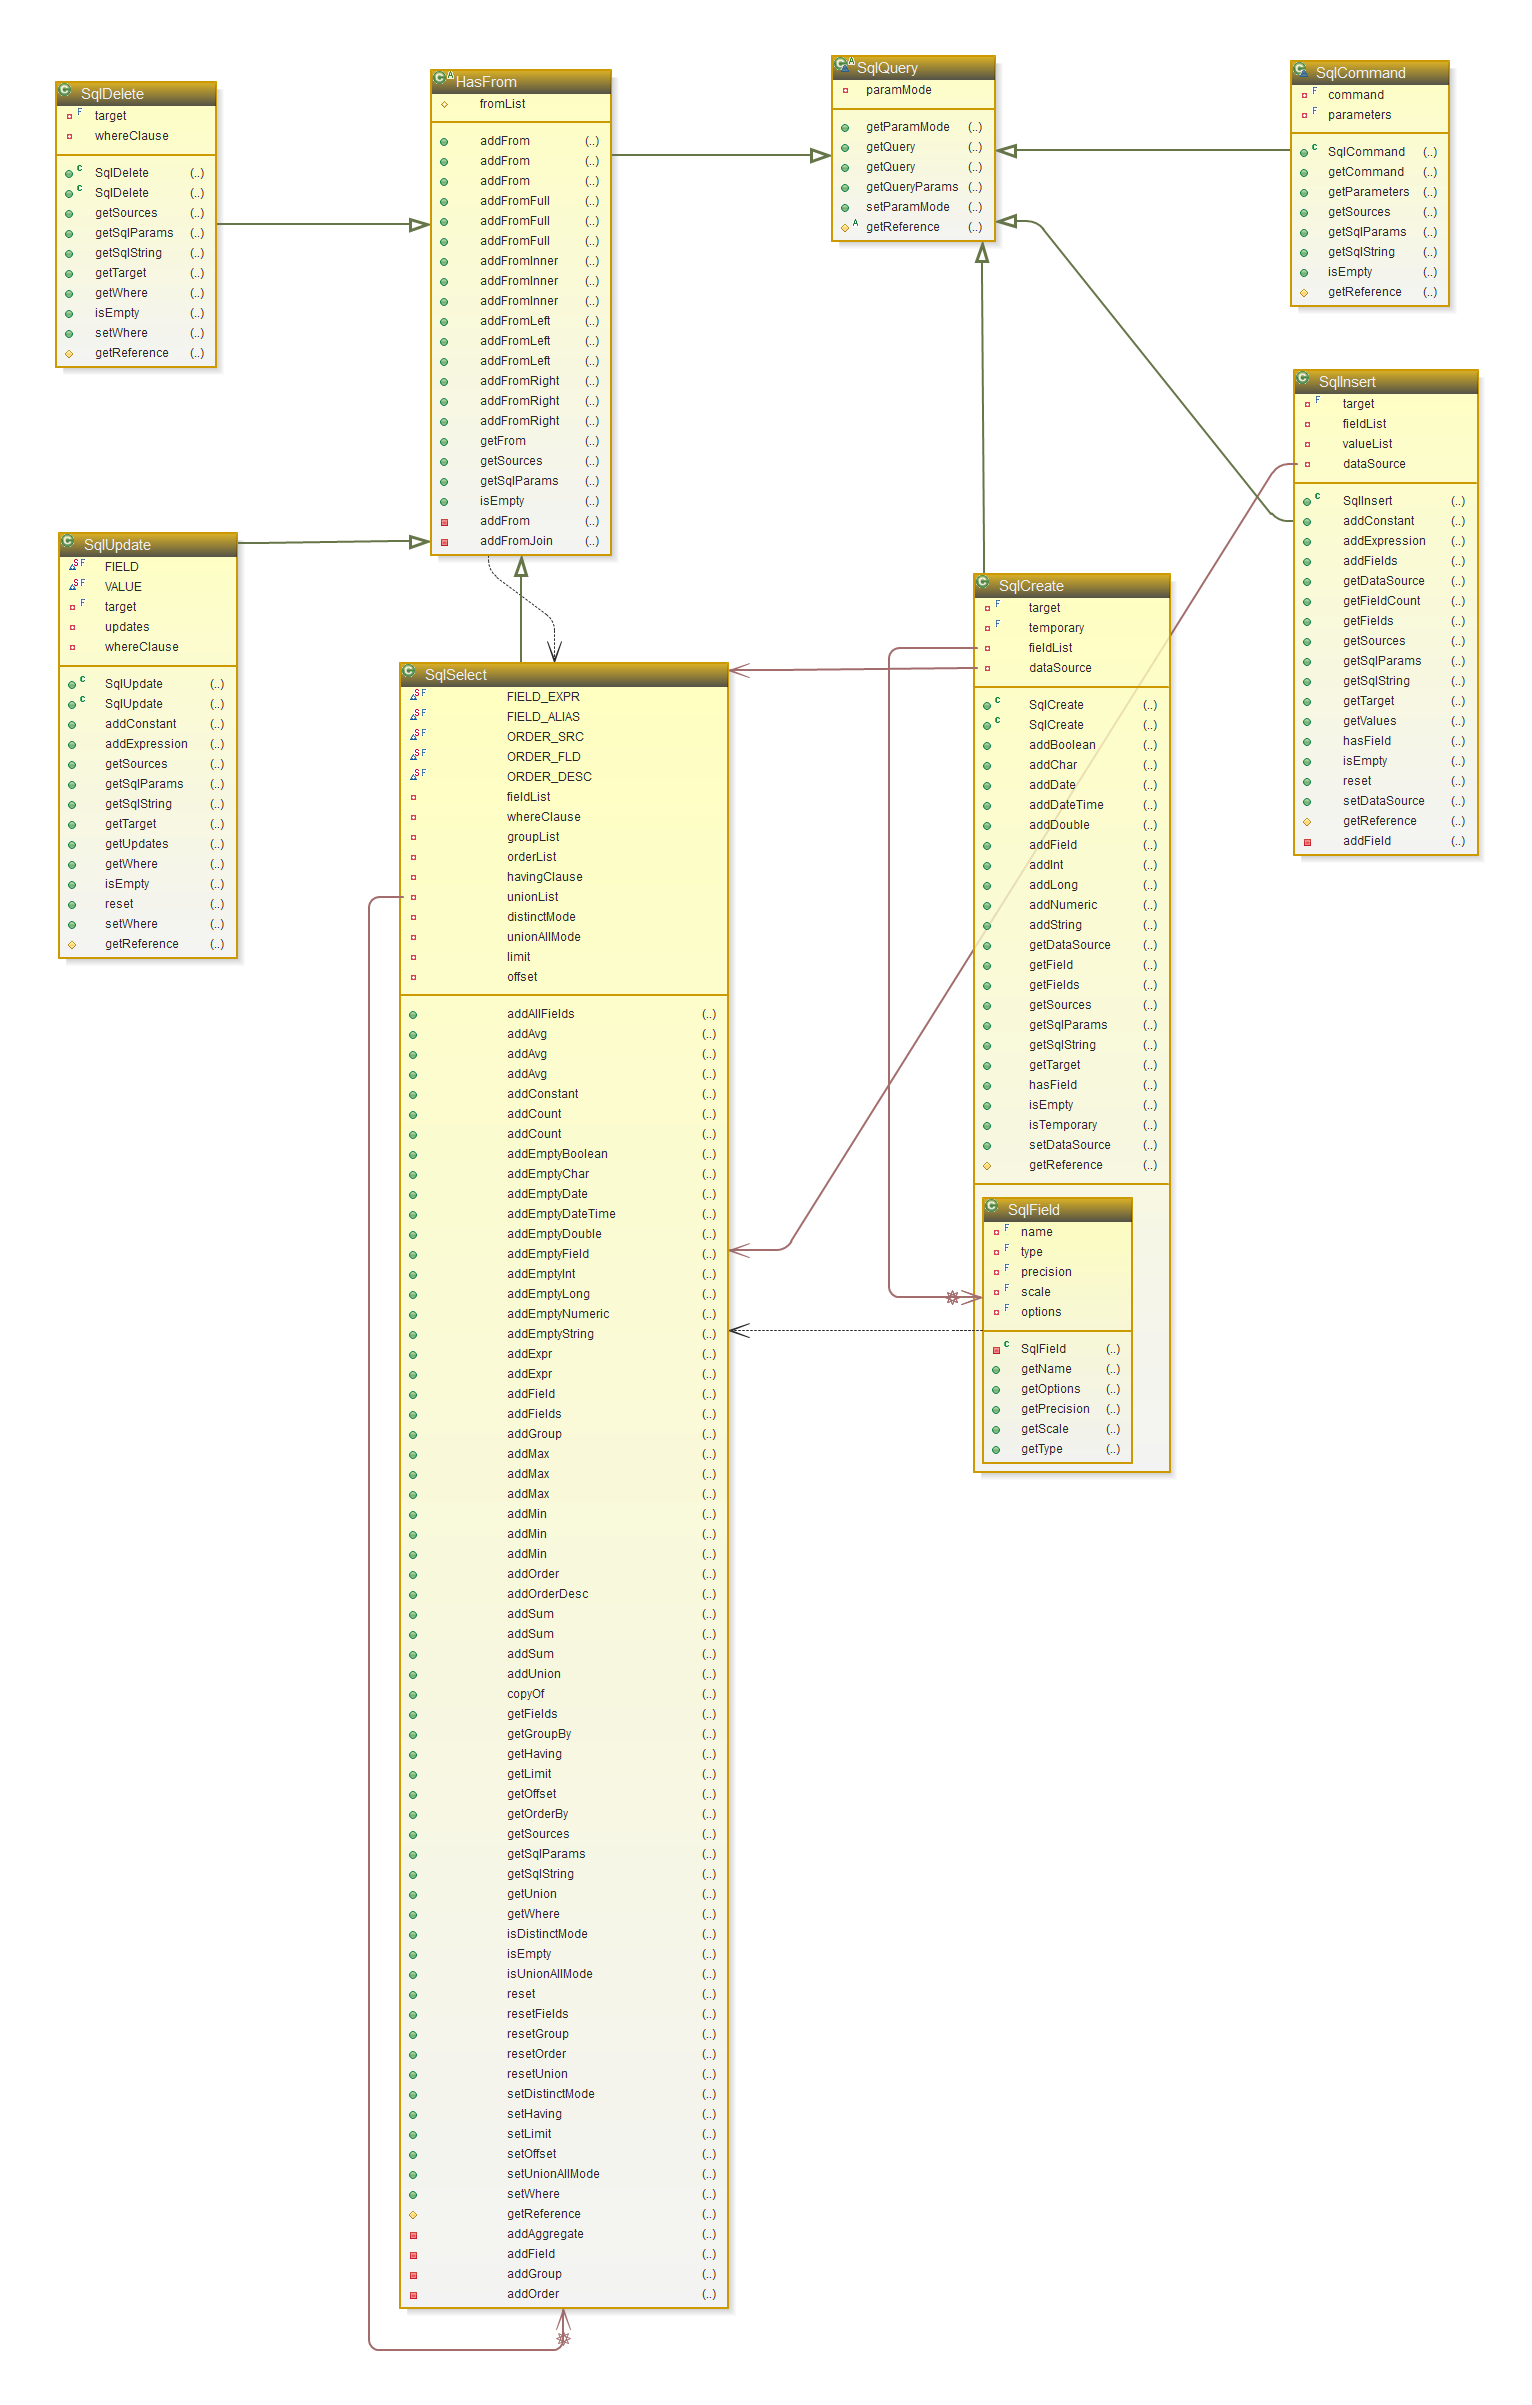 SqlDelete
F target
whereClause
C SqlDelete (..)
C SqlDelete (..)
getSources (..)
getSqlParams (..)
getSqlString (..)
getTarget (..)
getWhere (..)
isEmpty (..)
setWhere (..)
getReference (..)
HasFrom
fromList
addFrom (..)
addFrom (..)
addFrom (..)
addFromFull (..)
addFromFull (..)
addFromFull (..)
addFromInner (..)
addFromInner (..)
addFromInner (..)
addFromLeft (..)
addFromLeft (..)
addFromLeft (..)
addFromRight (..)
addFromRight (..)
addFromRight (..)
getFrom (..)
getSources (..)
getSqlParams (..)
isEmpty (..)
addFrom (..)
addFromJoin (..)
SqlQuery
paramMode
getParamMode (..)
getQuery (..)
getQuery (..)
getQueryParams (..)
setParamMode (..)
A getReference (..)
SqlCommand
F command
F parameters
C SqlCommand (..)
getCommand (..)
getParameters (..)
getSources (..)
getSqlParams (..)
getSqlString (..)
isEmpty (..)
getReference (..)
SqlInsert
F target
fieldList
valueList
dataSource
C SqlInsert (..)
addConstant (..)
addExpression (..)
addFields (..)
getDataSource (..)
getFieldCount (..)
getFields (..)
getSources (..)
getSqlParams (..)
getSqlString (..)
getTarget (..)
getValues (..)
hasField (..)
isEmpty (..)
reset (..)
setDataSource (..)
getReference (..)
addField (..)
SqlUpdate
S F FIELD
S F VALUE
F target
updates
whereClause
C SqlUpdate (..)
C SqlUpdate (..)
addConstant (..)
addExpression (..)
getSources (..)
getSqlParams (..)
getSqlString (..)
getTarget (..)
getUpdates (..)
getWhere (..)
isEmpty (..)
reset (..)
setWhere (..)
getReference (..)
SqlSelect
S F FIELD_EXPR
S F FIELD_ALIAS
S F ORDER_SRC
S F ORDER_FLD
S F ORDER_DESC
fieldList
whereClause
groupList
orderList
havingClause
unionList
distinctMode
unionAllMode
limit
offset
addAllFields (..)
addAvg (..)
addAvg (..)
addAvg (..)
addConstant (..)
addCount (..)
addCount (..)
addEmptyBoolean (..)
addEmptyChar (..)
addEmptyDate (..)
addEmptyDateTime (..)
addEmptyDouble (..)
addEmptyField (..)
addEmptyInt (..)
addEmptyLong (..)
addEmptyNumeric (..)
addEmptyString (..)
addExpr (..)
addExpr (..)
addField (..)
addFields (..)
addGroup (..)
addMax (..)
addMax (..)
addMax (..)
addMin (..)
addMin (..)
addMin (..)
addOrder (..)
addOrderDesc (..)
addSum (..)
addSum (..)
addSum (..)
addUnion (..)
copyOf (..)
getFields (..)
getGroupBy (..)
getHaving (..)
getLimit (..)
getOffset (..)
getOrderBy (..)
getSources (..)
getSqlParams (..)
getSqlString (..)
getUnion (..)
getWhere (..)
isDistinctMode (..)
isEmpty (..)
isUnionAllMode (..)
reset (..)
resetFields (..)
resetGroup (..)
resetOrder (..)
resetUnion (..)
setDistinctMode (..)
setHaving (..)
setLimit (..)
setOffset (..)
setUnionAllMode (..)
setWhere (..)
getReference (..)
addAggregate (..)
addField (..)
addGroup (..)
addOrder (..)
SqlCreate
F target
F temporary
fieldList
dataSource
C SqlCreate (..)
C SqlCreate (..)
addBoolean (..)
addChar (..)
addDate (..)
addDateTime (..)
addDouble (..)
addField (..)
addInt (..)
addLong (..)
addNumeric (..)
addString (..)
getDataSource (..)
getField (..)
getFields (..)
getSources (..)
getSqlParams (..)
getSqlString (..)
getTarget (..)
hasField (..)
isEmpty (..)
isTemporary (..)
setDataSource (..)
getReference (..)
SqlField
F name
F type
F precision
F scale
F options
C SqlField (..)
getName (..)
getOptions (..)
getPrecision (..)
getScale (..)
getType (..)